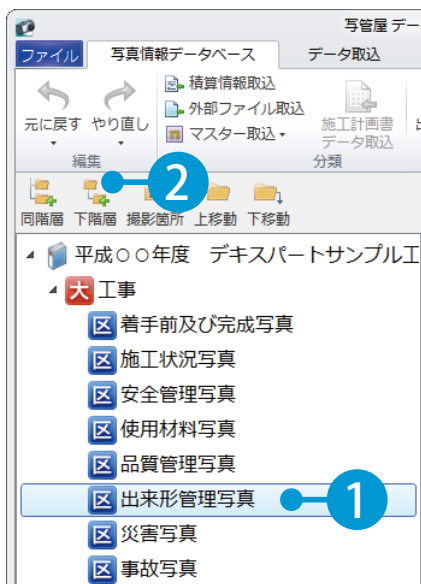 写管屋 デー
ファイル 写真情報データベース データ取込
元に戻す やり直し 積算情報取込
外部ファイル取込
マスター取込
施工計画書
データ取込
編集 分類
2
同階層 下階層 撮影箇所 上移動 下移動
平成○○年度 デキスパートサンプル工
大 工事
区 着手前及び完成写真
区 施工状況写真
区 安全管理写真
区 使用材料写真
区 品質管理写真
区 出来形管理写真 1
区 災害写真
区 事故写真